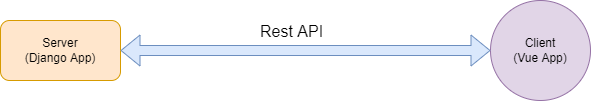 Rest API
Server
(Django App)
Client
(Vue App)